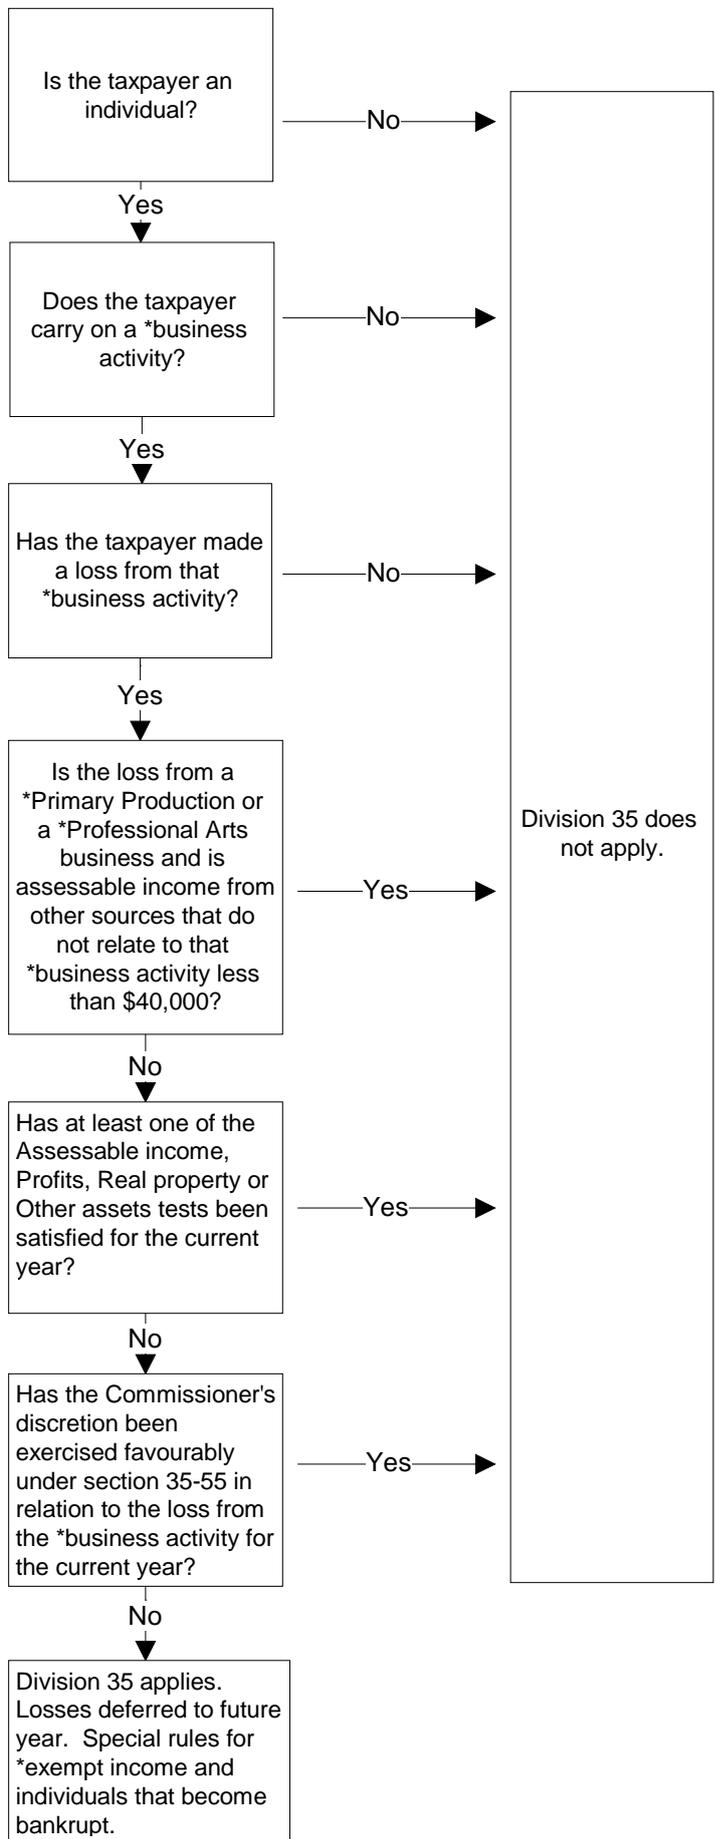 Is the taxpayer an
individual?
No
Yes
Does the taxpayer
carry on a *business
activity?
No
Yes
Has the taxpayer made
a loss from that
*business activity?
No
Yes
Is the loss from a
*Primary Production or
a *Professional Arts
business and is
assessable income from
other sources that do
not relate to that
*business activity less
than $40,000?
Yes
Division 35 does
not apply.
No
Has at least one of the
Assessable income,
Profits, Real property or
Other assets tests been
satisfied for the current
year?
Yes
No
Has the Commissioner's
discretion been
exercised favourably
under section 35-55 in
relation to the loss from
the *business activity for
the current year?
Yes
No
Division 35 applies.
Losses deferred to future
year.  Special rules for
*exempt income and
individuals that become
bankrupt.